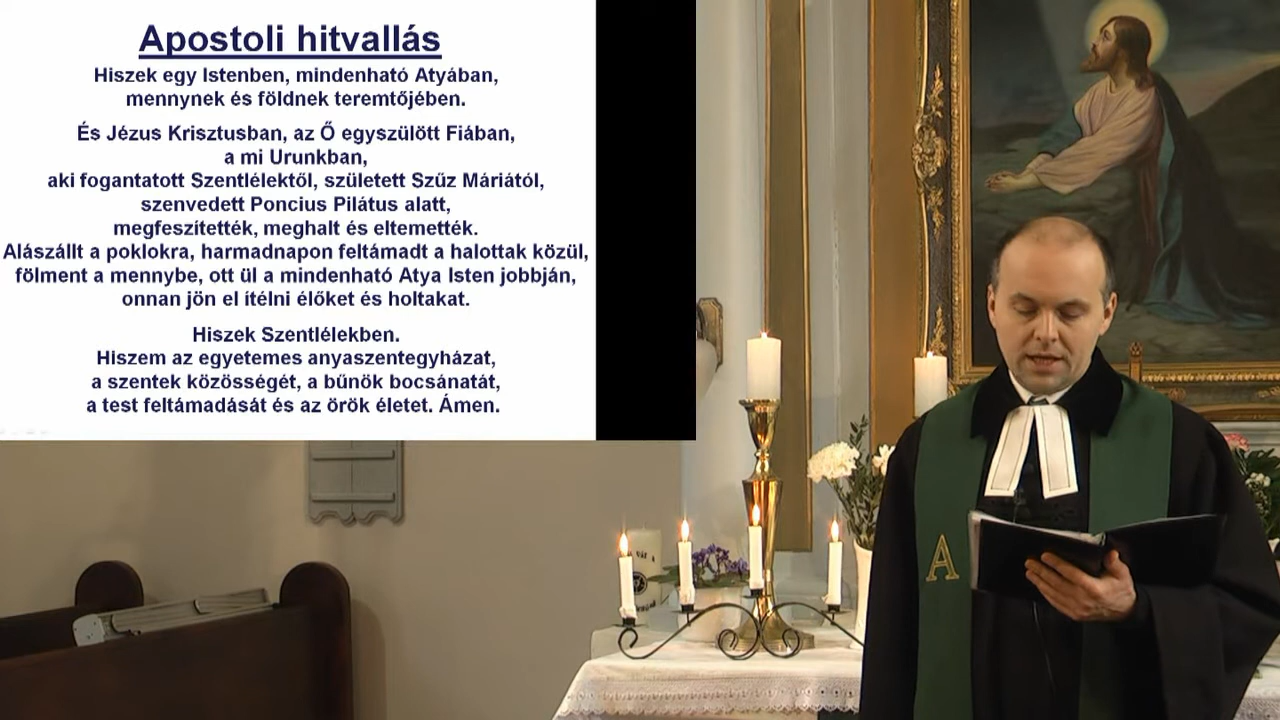 Apostoli hitvallás
Hiszek egy Istenben, mindenható Atyában,
mennynek és földnek teremtőjében.
És Jézus Krisztusban, az Ő egyszülött Fiában,
a mi Urunkban,
aki fogantatott Szentlélektől, született Szűz Máriától,
szenvedett Poncius Pilátus alatt,
megfeszítették, meghalt és eltemették.
Alászállt a poklokra, harmadnapon feltámadt a halottak közül,
fölment a mennybe, ott ül a mindenható Atya Isten jobbján,
onnan jön el ítélni élőket és holtakat.
Hiszek Szentlélekben.
Hiszem az egyetemes anyaszentegyházat,
a szentek közösségét, a bűnök bocsánatát,
a test feltámadását és az örök életet. Ámen.
A